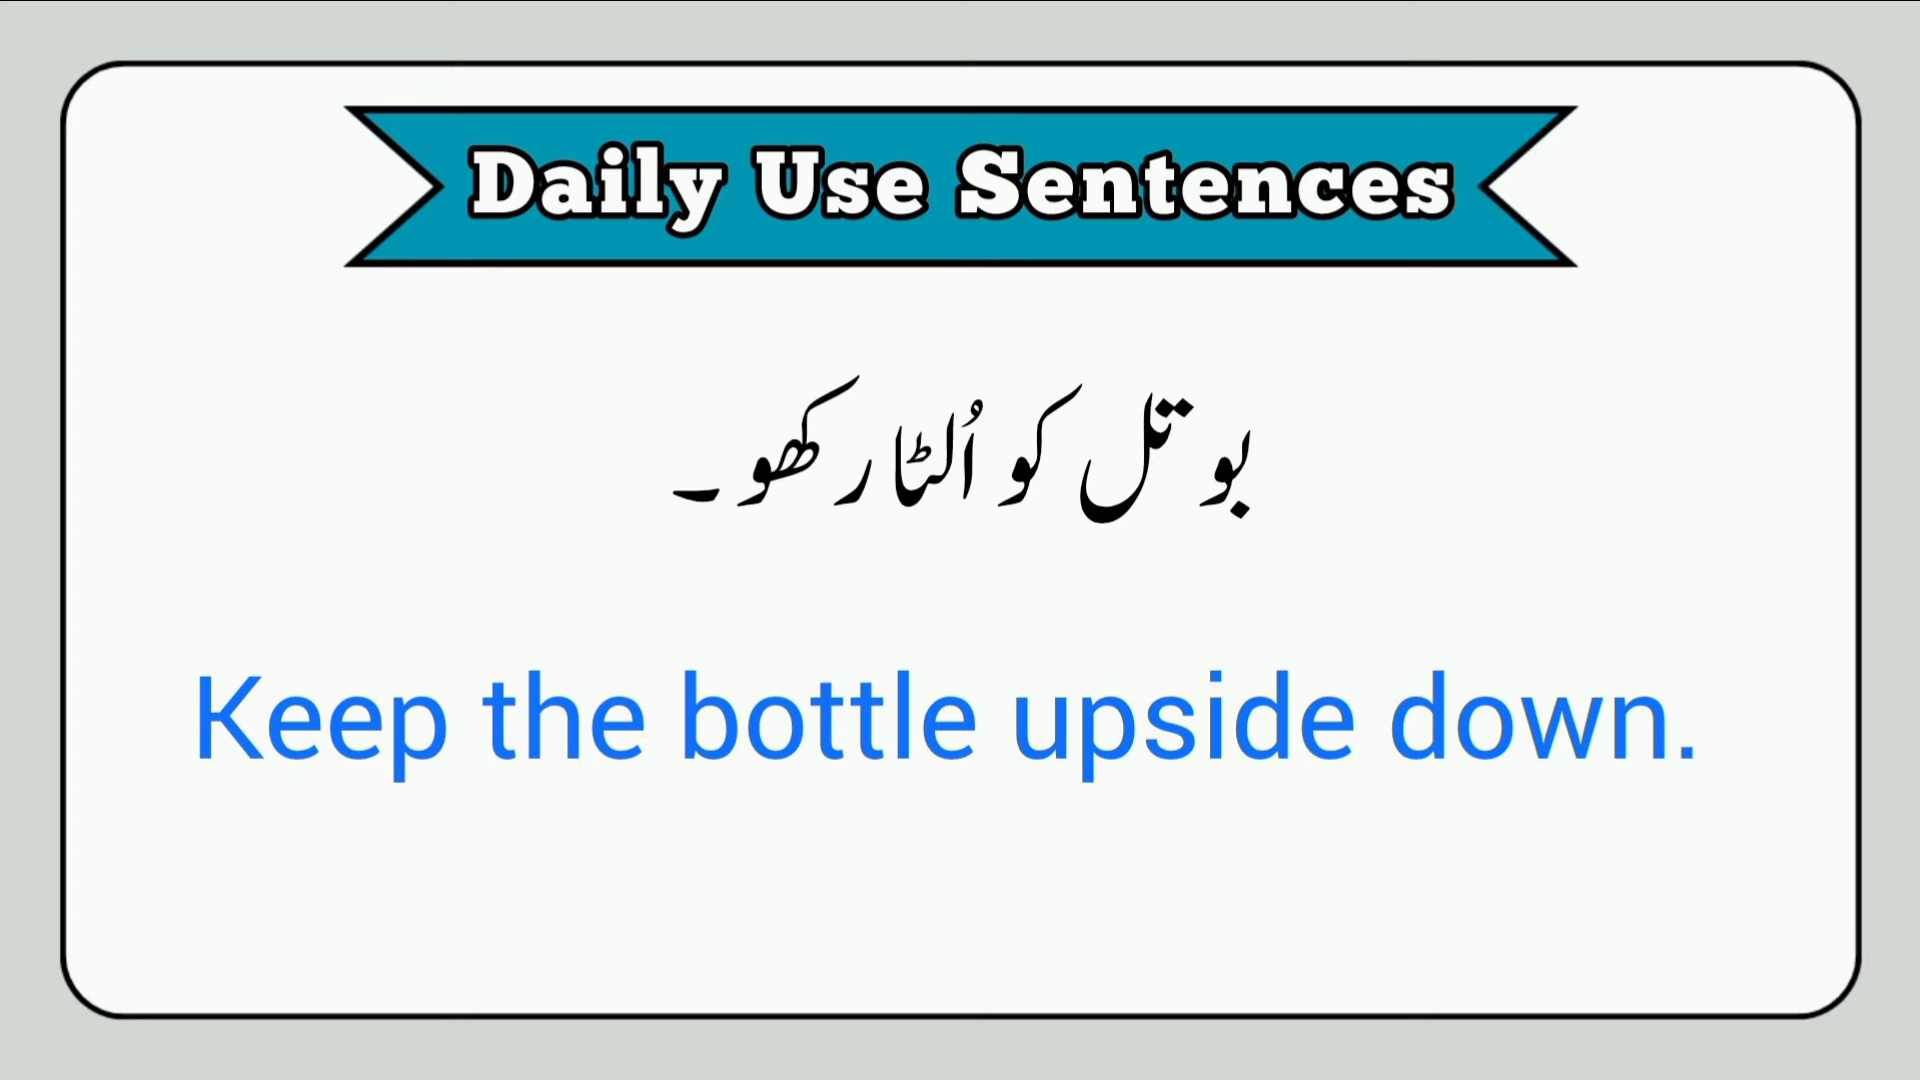 Daily Use Sentences
بوتل کو اُلٹا رکھو۔
Keep the bottle upside down.